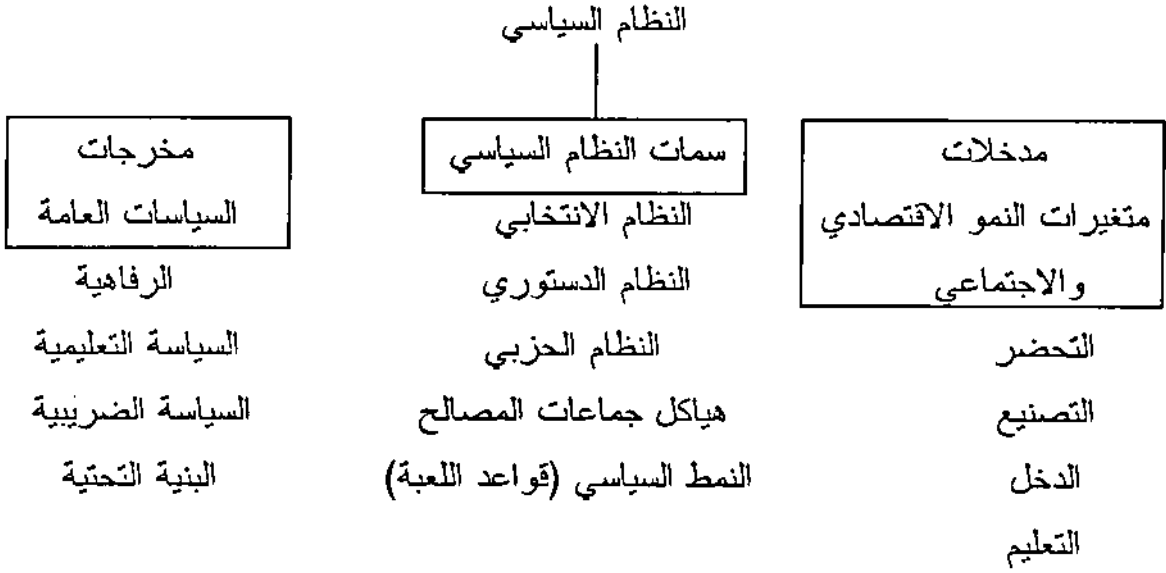 النظام السياسي
مدخلات
متغيرات النمو الاقتصادي
والاجتماعي
التحضر
التصنيع
الدخل
التعليم
سمات النظام السياسي
النظام الانتخابي
النظام الدستوري
النظام الحزبي
هياكل جماعات المصالح
النمط السياسي (قواعد اللعبة)
مخرجات
السياسات العامة
الرفاهية
السياسة التعليمية
السياسة الضريبية
البنية التحتية